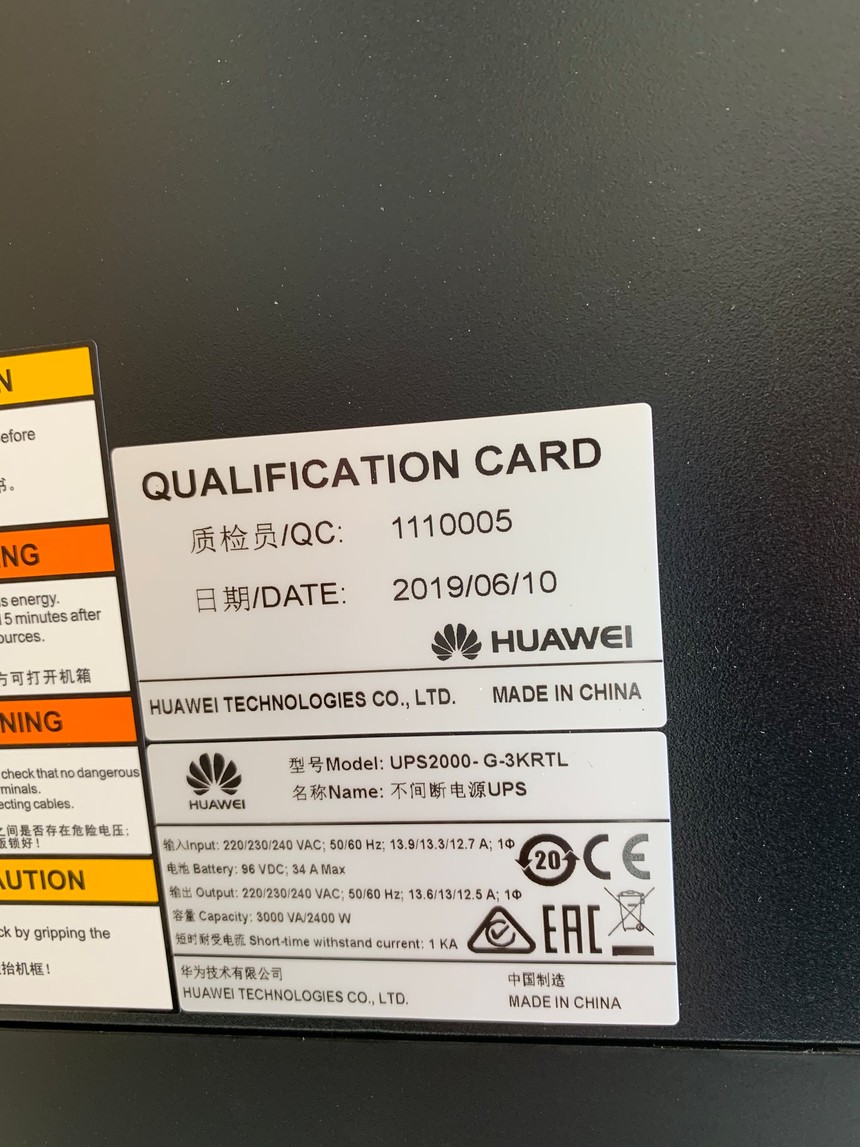 N
efore
书。
NG
s energy.
15 minutes after
ources.
方可打开机箱
NING
check that no dangerous
minals.
ecting cables.
之间是否存在危险电压；
板锁好！
AUTION
ck by gripping the
抬机框！
QUALIFICATION CARD
质检员/QC: 1110005
日期/DATE: 2019/06/10
HUAWEI
HUAWEI TECHNOLOGIES CO., LTD. MADE IN CHINA
HUAWEI
型号Model: UPS2000- G-3KRTL
名称Name: 不间断电源UPS
输入Input: 220/230/240 VAC; 50/60 Hz; 13.9/13.3/12.7 A; 1Φ
电池 Battery: 96 VDC; 34 A Max
输出 Output: 220/230/240 VAC; 50/60 Hz; 13.6/13/12.5 A; 1Φ
容量 Capacity: 3000 VA/2400 W
短时耐受电流 Short-time withstand current: 1 KA
20 CE
EAC
华为技术有限公司
HUAWEI TECHNOLOGIES CO., LTD.
中国制造
MADE IN CHINA